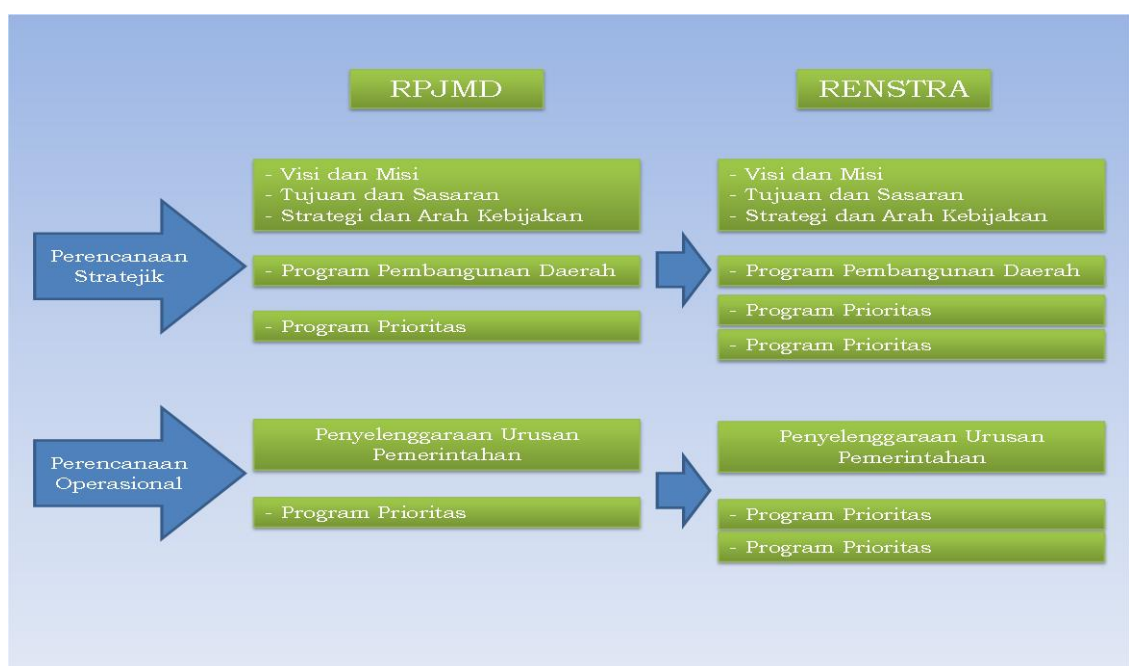 RPJMD
RENSTRA
Perencanaan
Stratejik
- Visi dan Misi
- Tujuan dan Sasaran
- Strategi dan Arah Kebijakan
- Program Pembangunan Daerah
- Program Prioritas
- Visi dan Misi
- Tujuan dan Sasaran
- Strategi dan Arah Kebijakan
- Program Pembangunan Daerah
- Program Prioritas
- Program Prioritas
Perencanaan
Operasional
Penyelenggaraan Urusan
Pemerintahan
- Program Prioritas
Penyelenggaraan Urusan
Pemerintahan
- Program Prioritas
- Program Prioritas